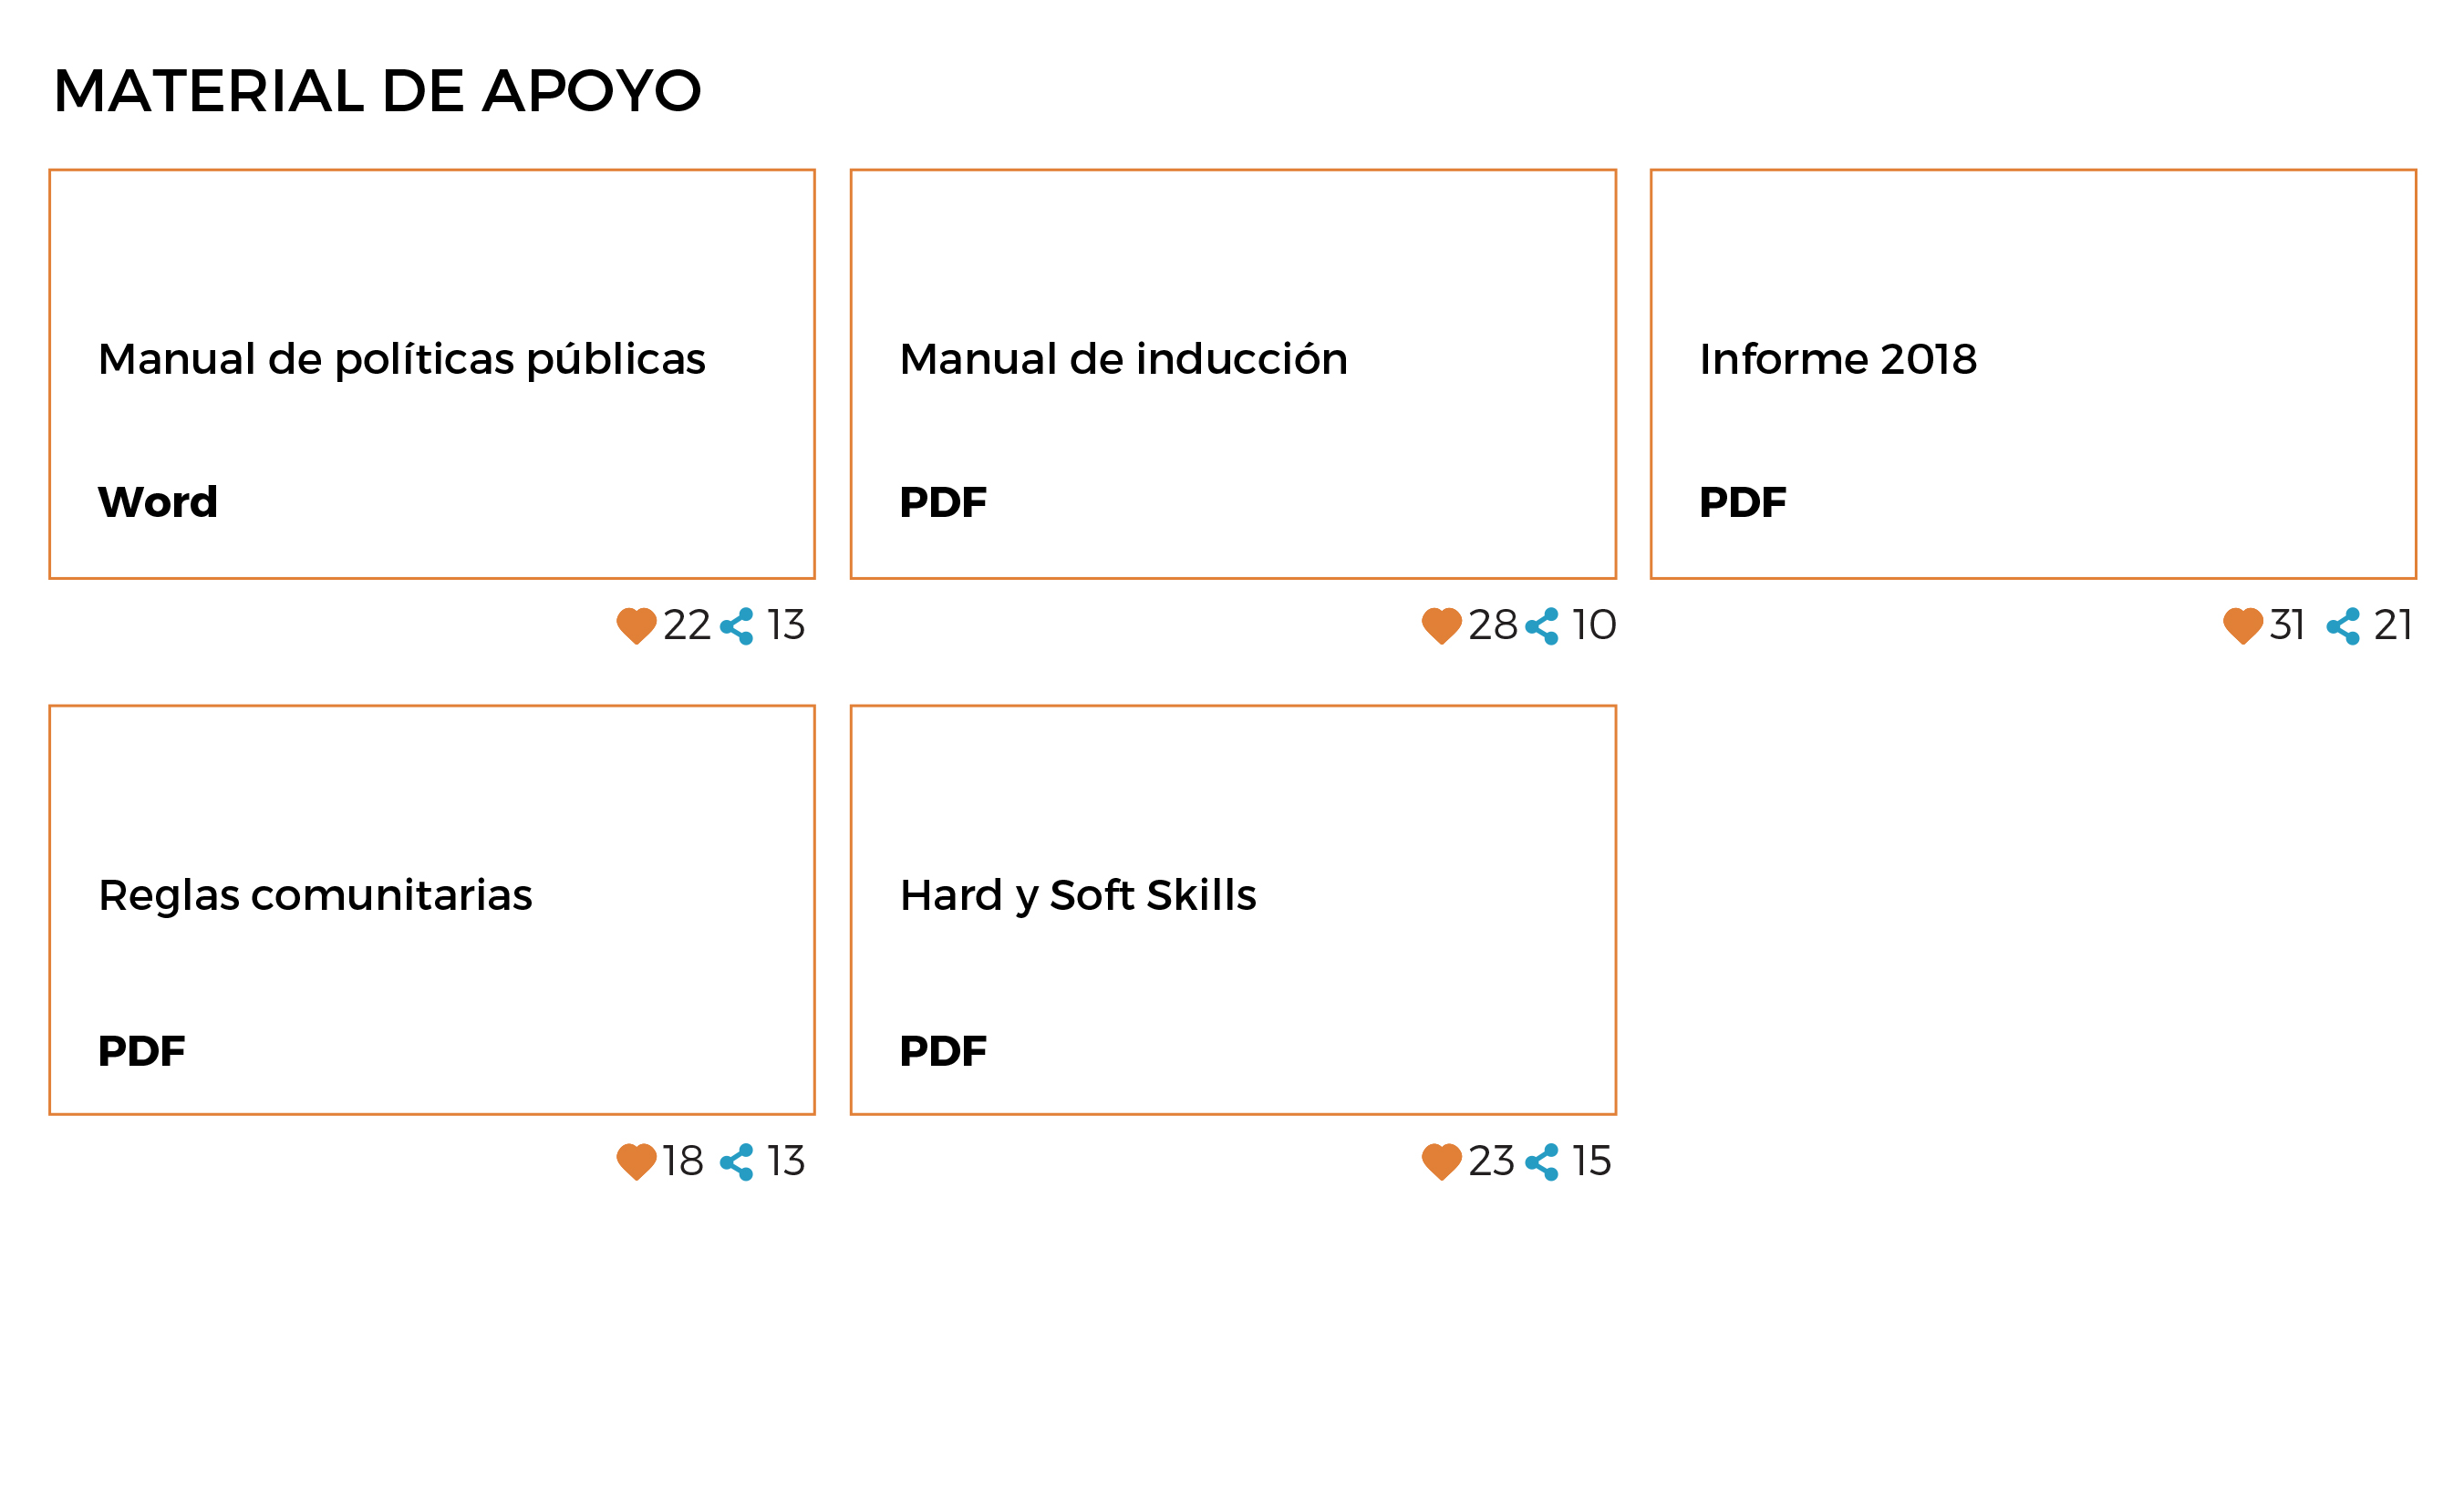 MATERIAL DE APOYO
Manual de políticas públicas
Word
22 13
Manual de inducción
PDF
28 10
Informe 2018
PDF
31 21
Reglas comunitarias
PDF
18 13
Hard y Soft Skills
PDF
23 15